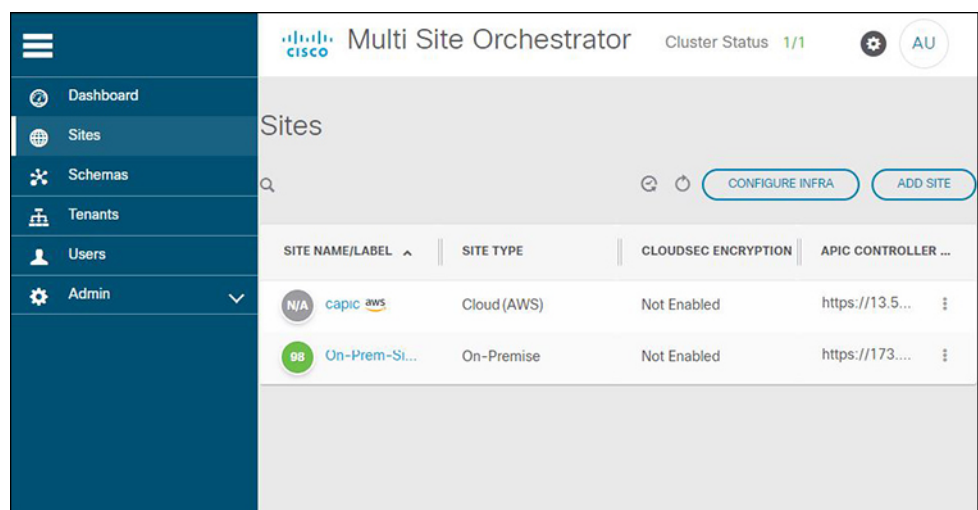 CISCO Multi Site Orchestrator Cluster Status 1/1 AU
Dashboard
Sites
Schemas
Tenants
Users
Admin
Sites
CONFIGURE INFRA ADD SITE
SITE NAME/LABEL SITE TYPE CLOUDSEC ENCRYPTION APIC CONTROLLER ...
N/A capic aws Cloud (AWS) Not Enabled https://13.5...
98 On-Prem-Si... On-Premise Not Enabled https://173....